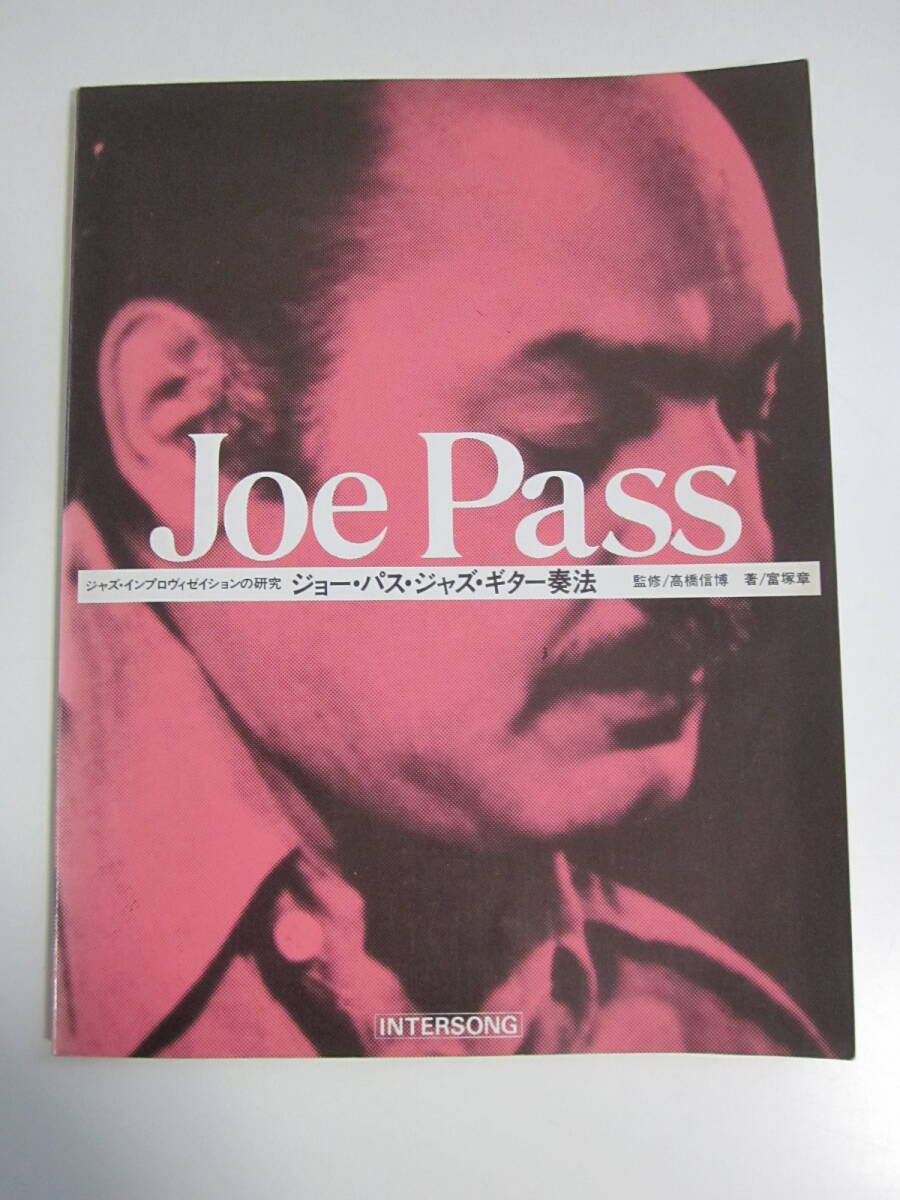 Joe Pass
ジャズ・インプロヴィゼイションの研究 ジョー・パス・ジャズ・ギター奏法 監修/高橋信博 著/富塚章
INTERSONG